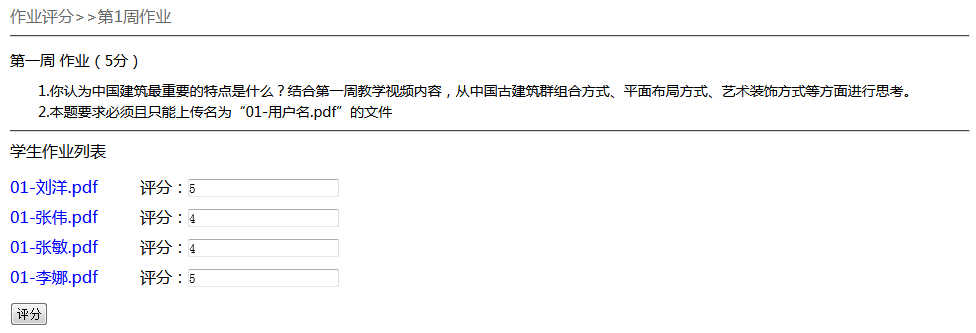 作业评分>>第1周作业
第一周 作业（5分）
1.你认为中国建筑最重要的特点是什么？结合第一周教学视频内容，从中国古建筑群组合方式、平面布局方式、艺术装饰方式等方面进行思考。
2.本题要求必须且只能上传名为“01-用户名.pdf”的文件
学生作业列表
01-刘洋.pdf 评分：5
01-张伟.pdf 评分：4
01-张敏.pdf 评分：4
01-李娜.pdf 评分：5
评分